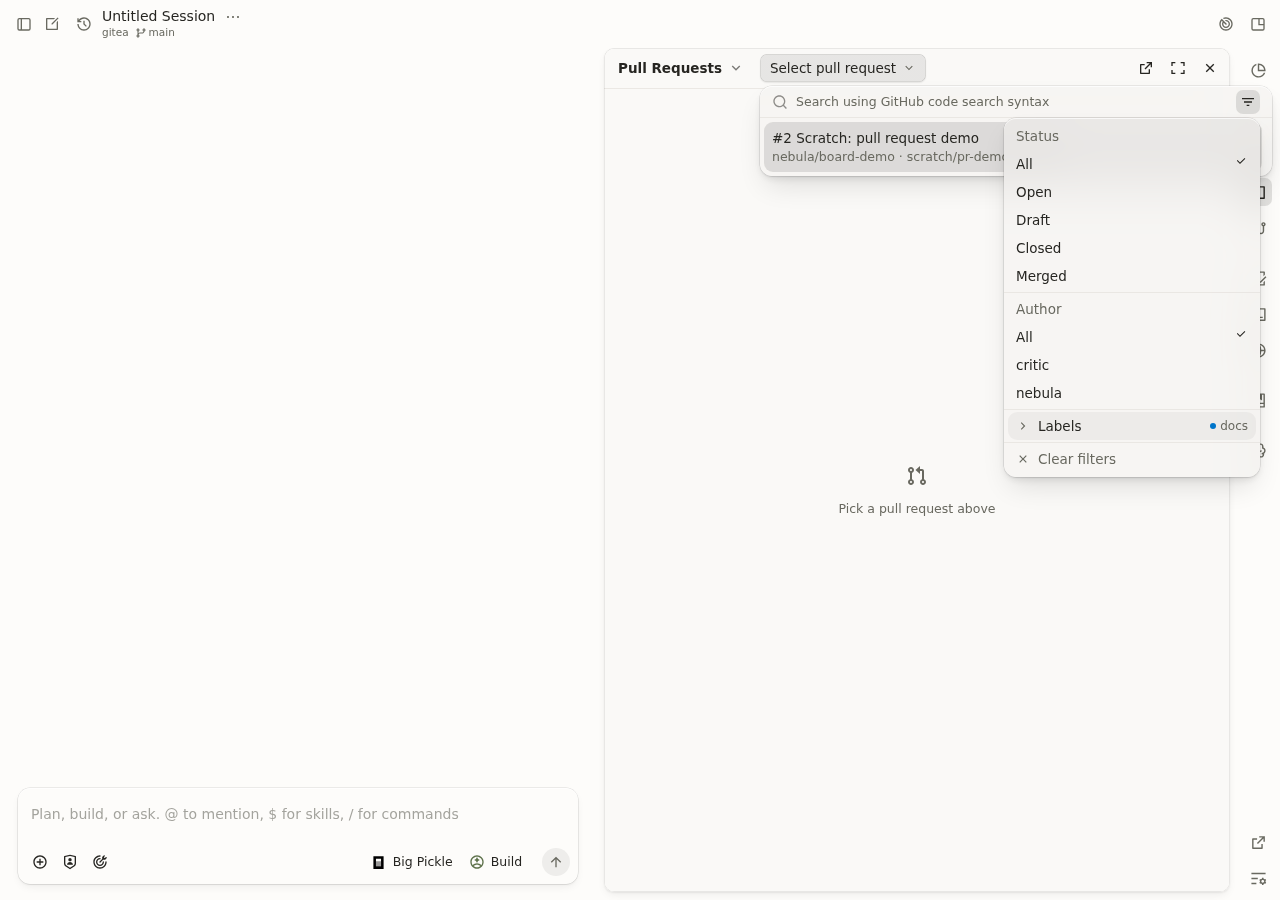 Untitled Session
gitea main
Pull Requests
Select pull request
Search using GitHub code search syntax
#2 Scratch: pull request demo
nebula/board-demo · scratch/pr-demo
Status
All
Open
Draft
Closed
Merged
Author
All
critic
nebula
Labels docs
Clear filters
Pick a pull request above
Plan, build, or ask. @ to mention, $ for skills, / for commands
Big Pickle Build